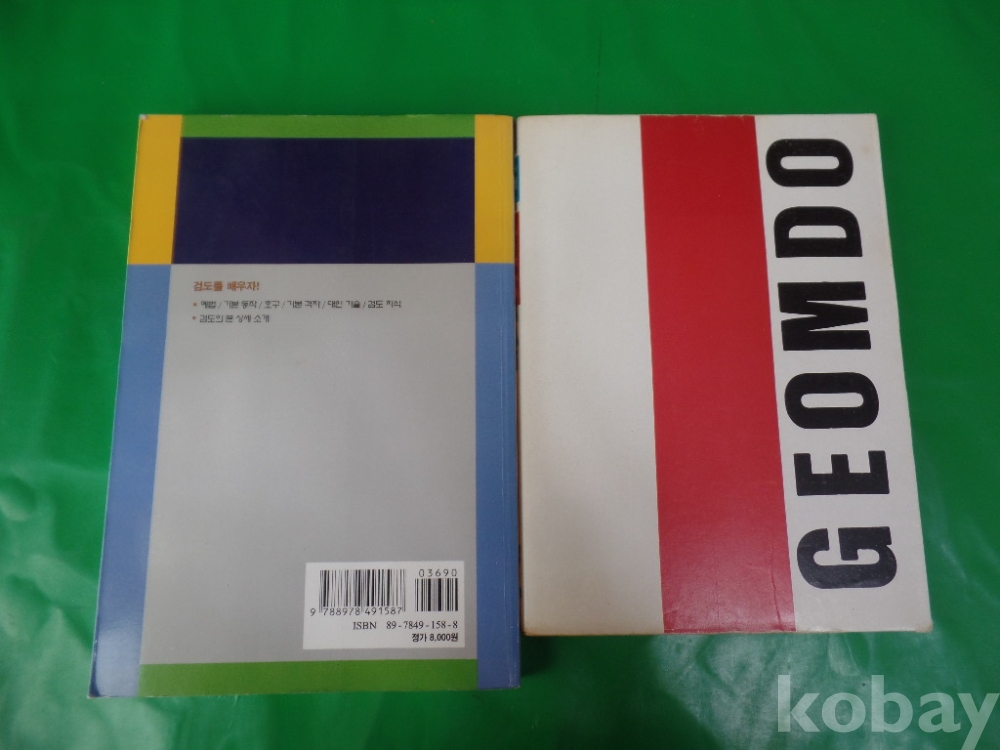 검도를 배우자!
• 예법 / 기본 동작 / 호구 / 기본 격자 / 대인 기술 / 검도 지식
• 검도의 본 상세 소개
03690
9 788978 491587
ISBN 89-7849-158-8
정가 8,000원
GEOMDO
kobay